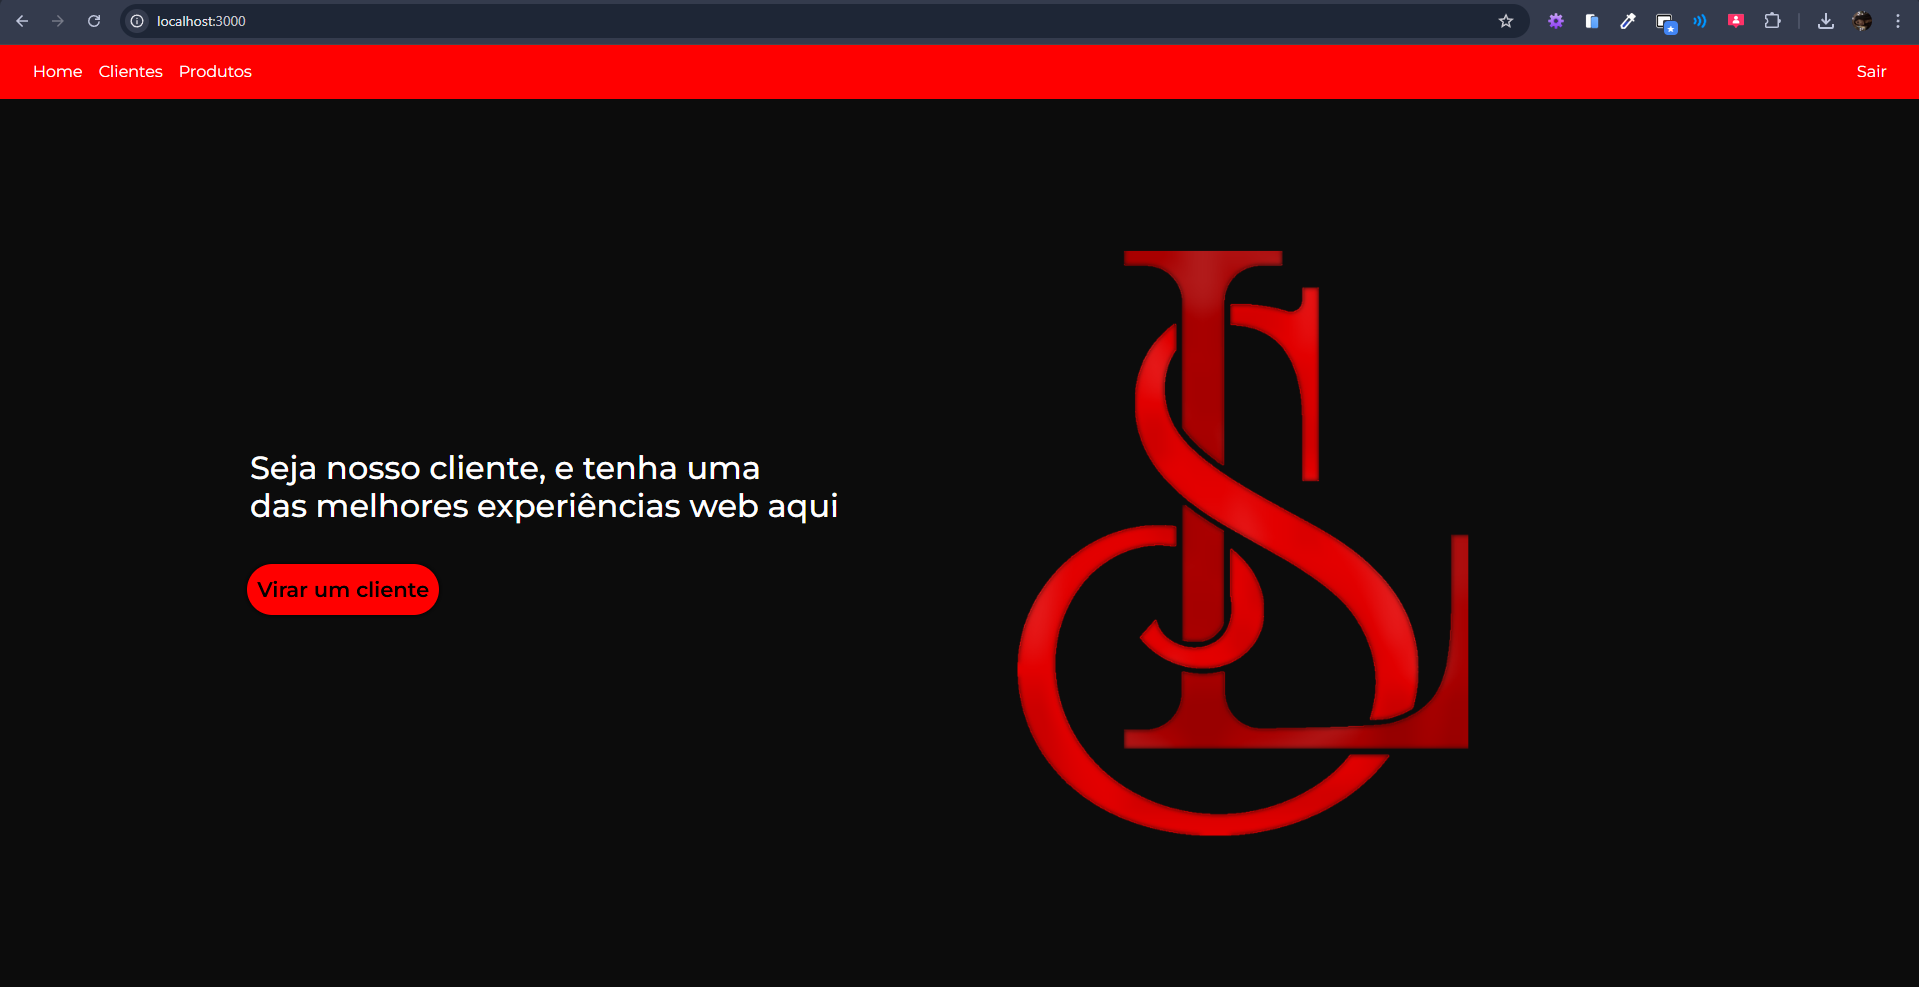 localhost:3000
Home Clientes Produtos Sair
Seja nosso cliente, e tenha uma
das melhores experiências web aqui
Virar um cliente